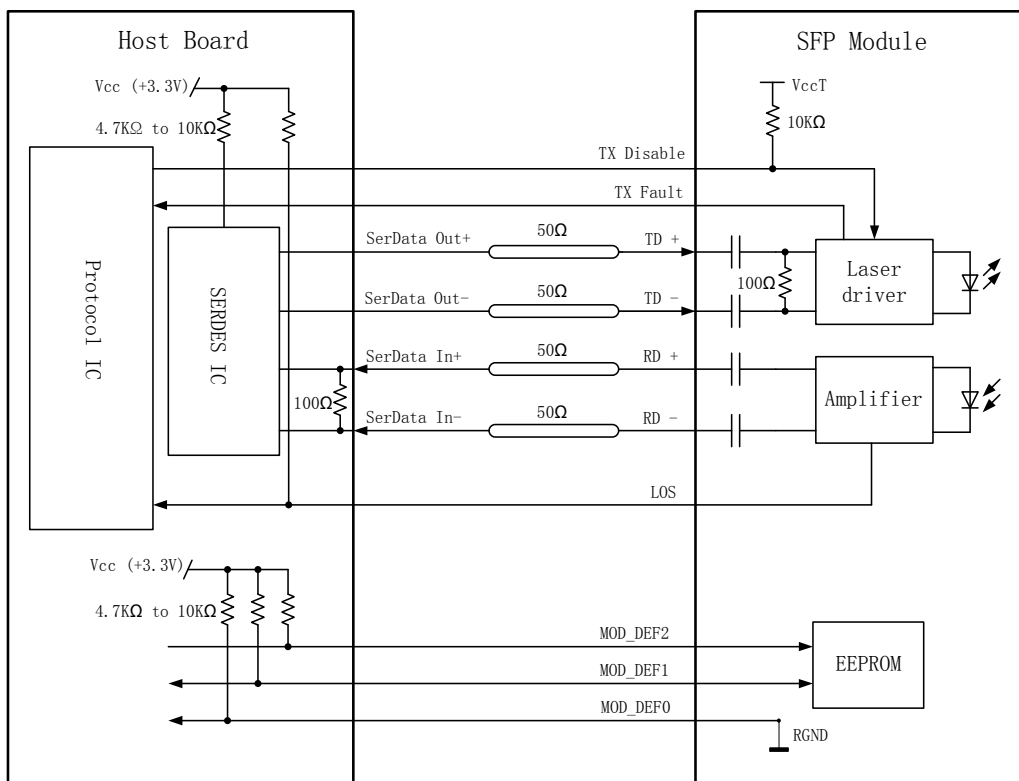 Host Board
SFP Module
Vcc (+3.3V)
4.7KΩ to 10KΩ
VccT
10KΩ
TX Disable
TX Fault
Protocol IC
SERDES IC
SerData Out+
50Ω
TD +
SerData Out-
50Ω
TD -
100Ω
Laser
driver
SerData In+
50Ω
RD +
100Ω
SerData In-
50Ω
RD -
Amplifier
LOS
Vcc (+3.3V)
4.7KΩ to 10KΩ
MOD_DEF2
MOD_DEF1
MOD_DEF0
EEPROM
RGND